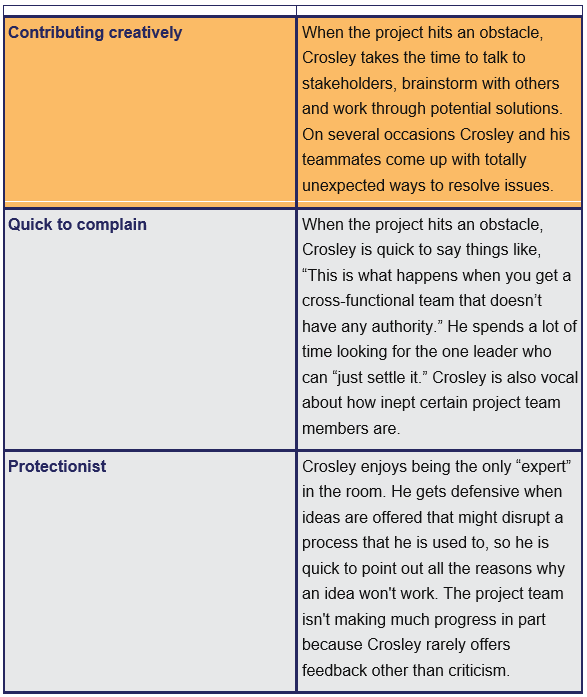 Contributing creatively
When the project hits an obstacle,
Crosley takes the time to talk to
stakeholders, brainstorm with others
and work through potential solutions.
On several occasions Crosley and his
teammates come up with totally
unexpected ways to resolve issues.
Quick to complain
When the project hits an obstacle,
Crosley is quick to say things like,
“This is what happens when you get a
cross-functional team that doesn’t
have any authority.” He spends a lot of
time looking for the one leader who
can “just settle it.” Crosley is also vocal
about how inept certain project team
members are.
Protectionist
Crosley enjoys being the only “expert”
in the room. He gets defensive when
ideas are offered that might disrupt a
process that he is used to, so he is
quick to point out all the reasons why
an idea won't work. The project team
isn't making much progress in part
because Crosley rarely offers
feedback other than criticism.